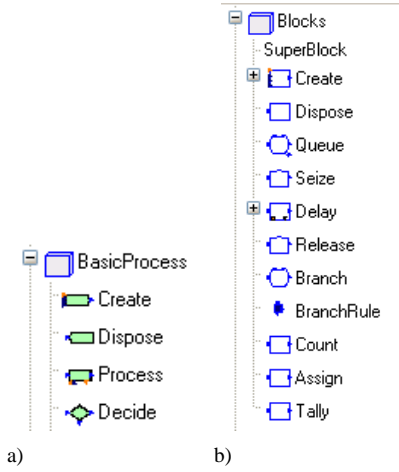 BasicProcess
Create
Dispose
Process
Decide
a)
Blocks
SuperBlock
Create
Dispose
Queue
Seize
Delay
Release
Branch
BranchRule
Count
Assign
Tally
b)